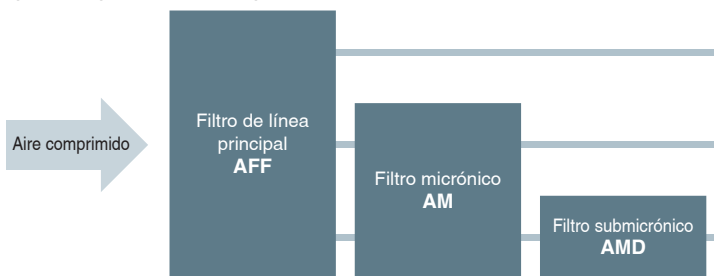 Aire comprimido
Filtro de línea
principal
AFF
Filtro micrónico
AM
Filtro submicrónico
AMD